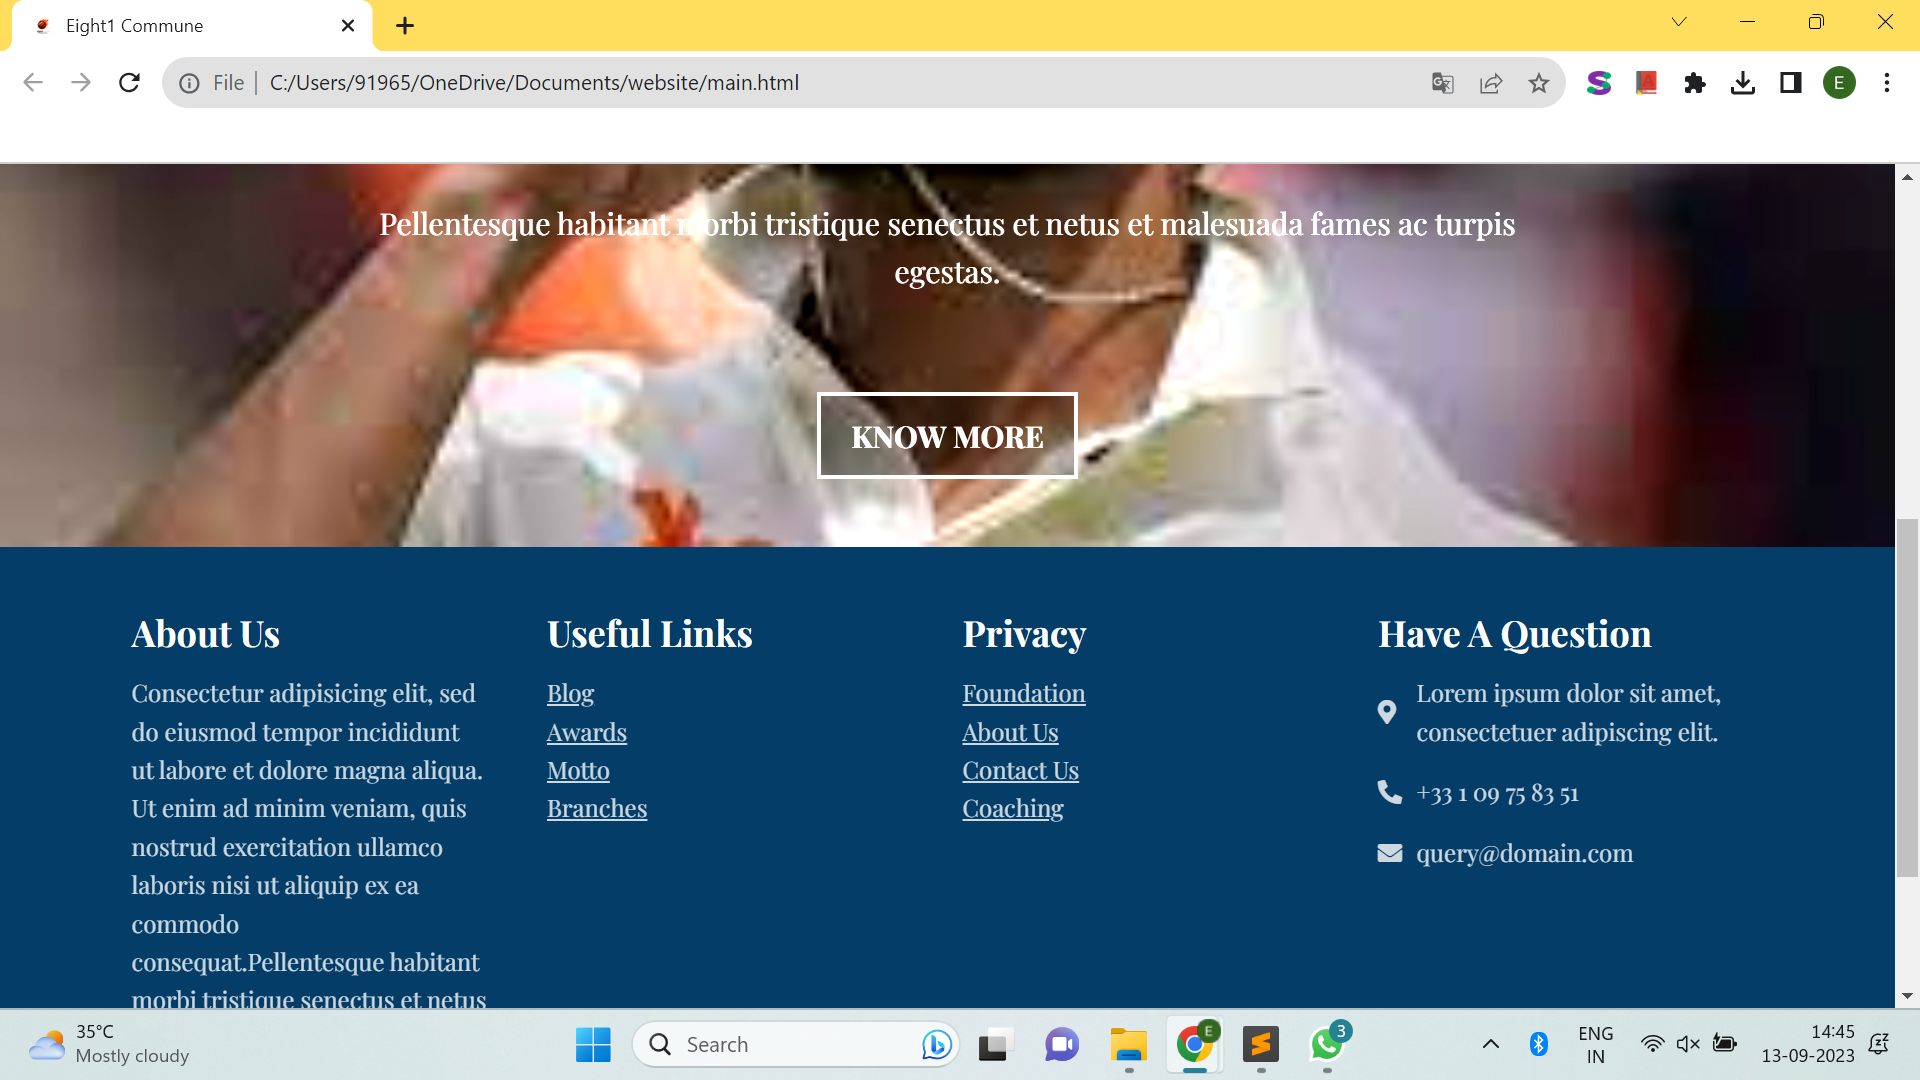 Eight1 Commune
File
C:/Users/91965/OneDrive/Documents/website/main.html
E
Pellentesque habitant morbi tristique senectus et netus et malesuada fames ac turpis
egestas.
KNOW MORE
About Us
Consectetur adipisicing elit, sed
do eiusmod tempor incididunt
ut labore et dolore magna aliqua.
Ut enim ad minim veniam, quis
nostrud exercitation ullamco
laboris nisi ut aliquip ex ea
commodo
consequat.Pellentesque habitant
morbi tristique senectus et netus
Useful Links
Blog
Awards
Motto
Branches
Privacy
Foundation
About Us
Contact Us
Coaching
Have A Question
Lorem ipsum dolor sit amet,
consectetuer adipiscing elit.
+33 1 09 75 83 51
query@domain.com
35°C
Mostly cloudy
Search
E
3
ENG
IN
14:45
13-09-2023